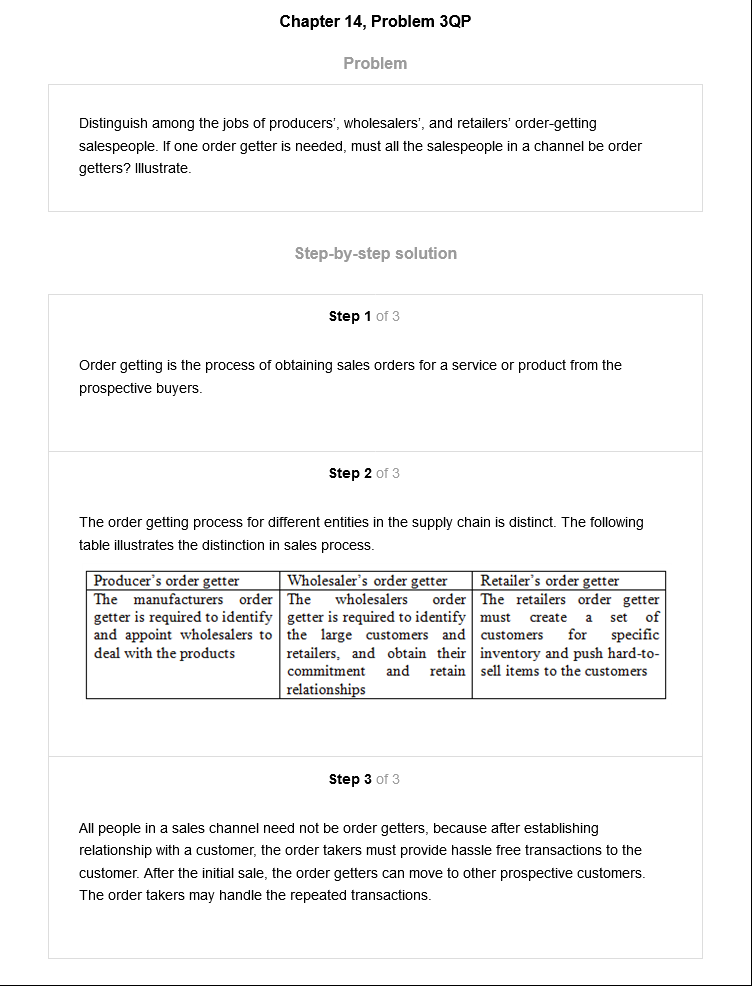 Chapter 14, Problem 3QP
Problem
Distinguish among the jobs of producers’, wholesalers’, and retailers’ order-getting
salespeople. If one order getter is needed, must all the salespeople in a channel be order
getters? Illustrate.
Step-by-step solution
Step 1 of 3
Order getting is the process of obtaining sales orders for a service or product from the
prospective buyers.
Step 2 of 3
The order getting process for different entities in the supply chain is distinct. The following
table illustrates the distinction in sales process.
Producer's order getter
The manufacturers order
getter is required to identify
and appoint wholesalers to
deal with the products
Wholesaler's order getter
The wholesalers order
getter is required to identify
the large customers and
retailers, and obtain their
commitment and retain
relationships
Retailer's order getter
The retailers order getter
must create a set of
customers for specific
inventory and push hard-to-
sell items to the customers
Step 3 of 3
All people in a sales channel need not be order getters, because after establishing
relationship with a customer, the order takers must provide hassle free transactions to the
customer. After the initial sale, the order getters can move to other prospective customers.
The order takers may handle the repeated transactions.